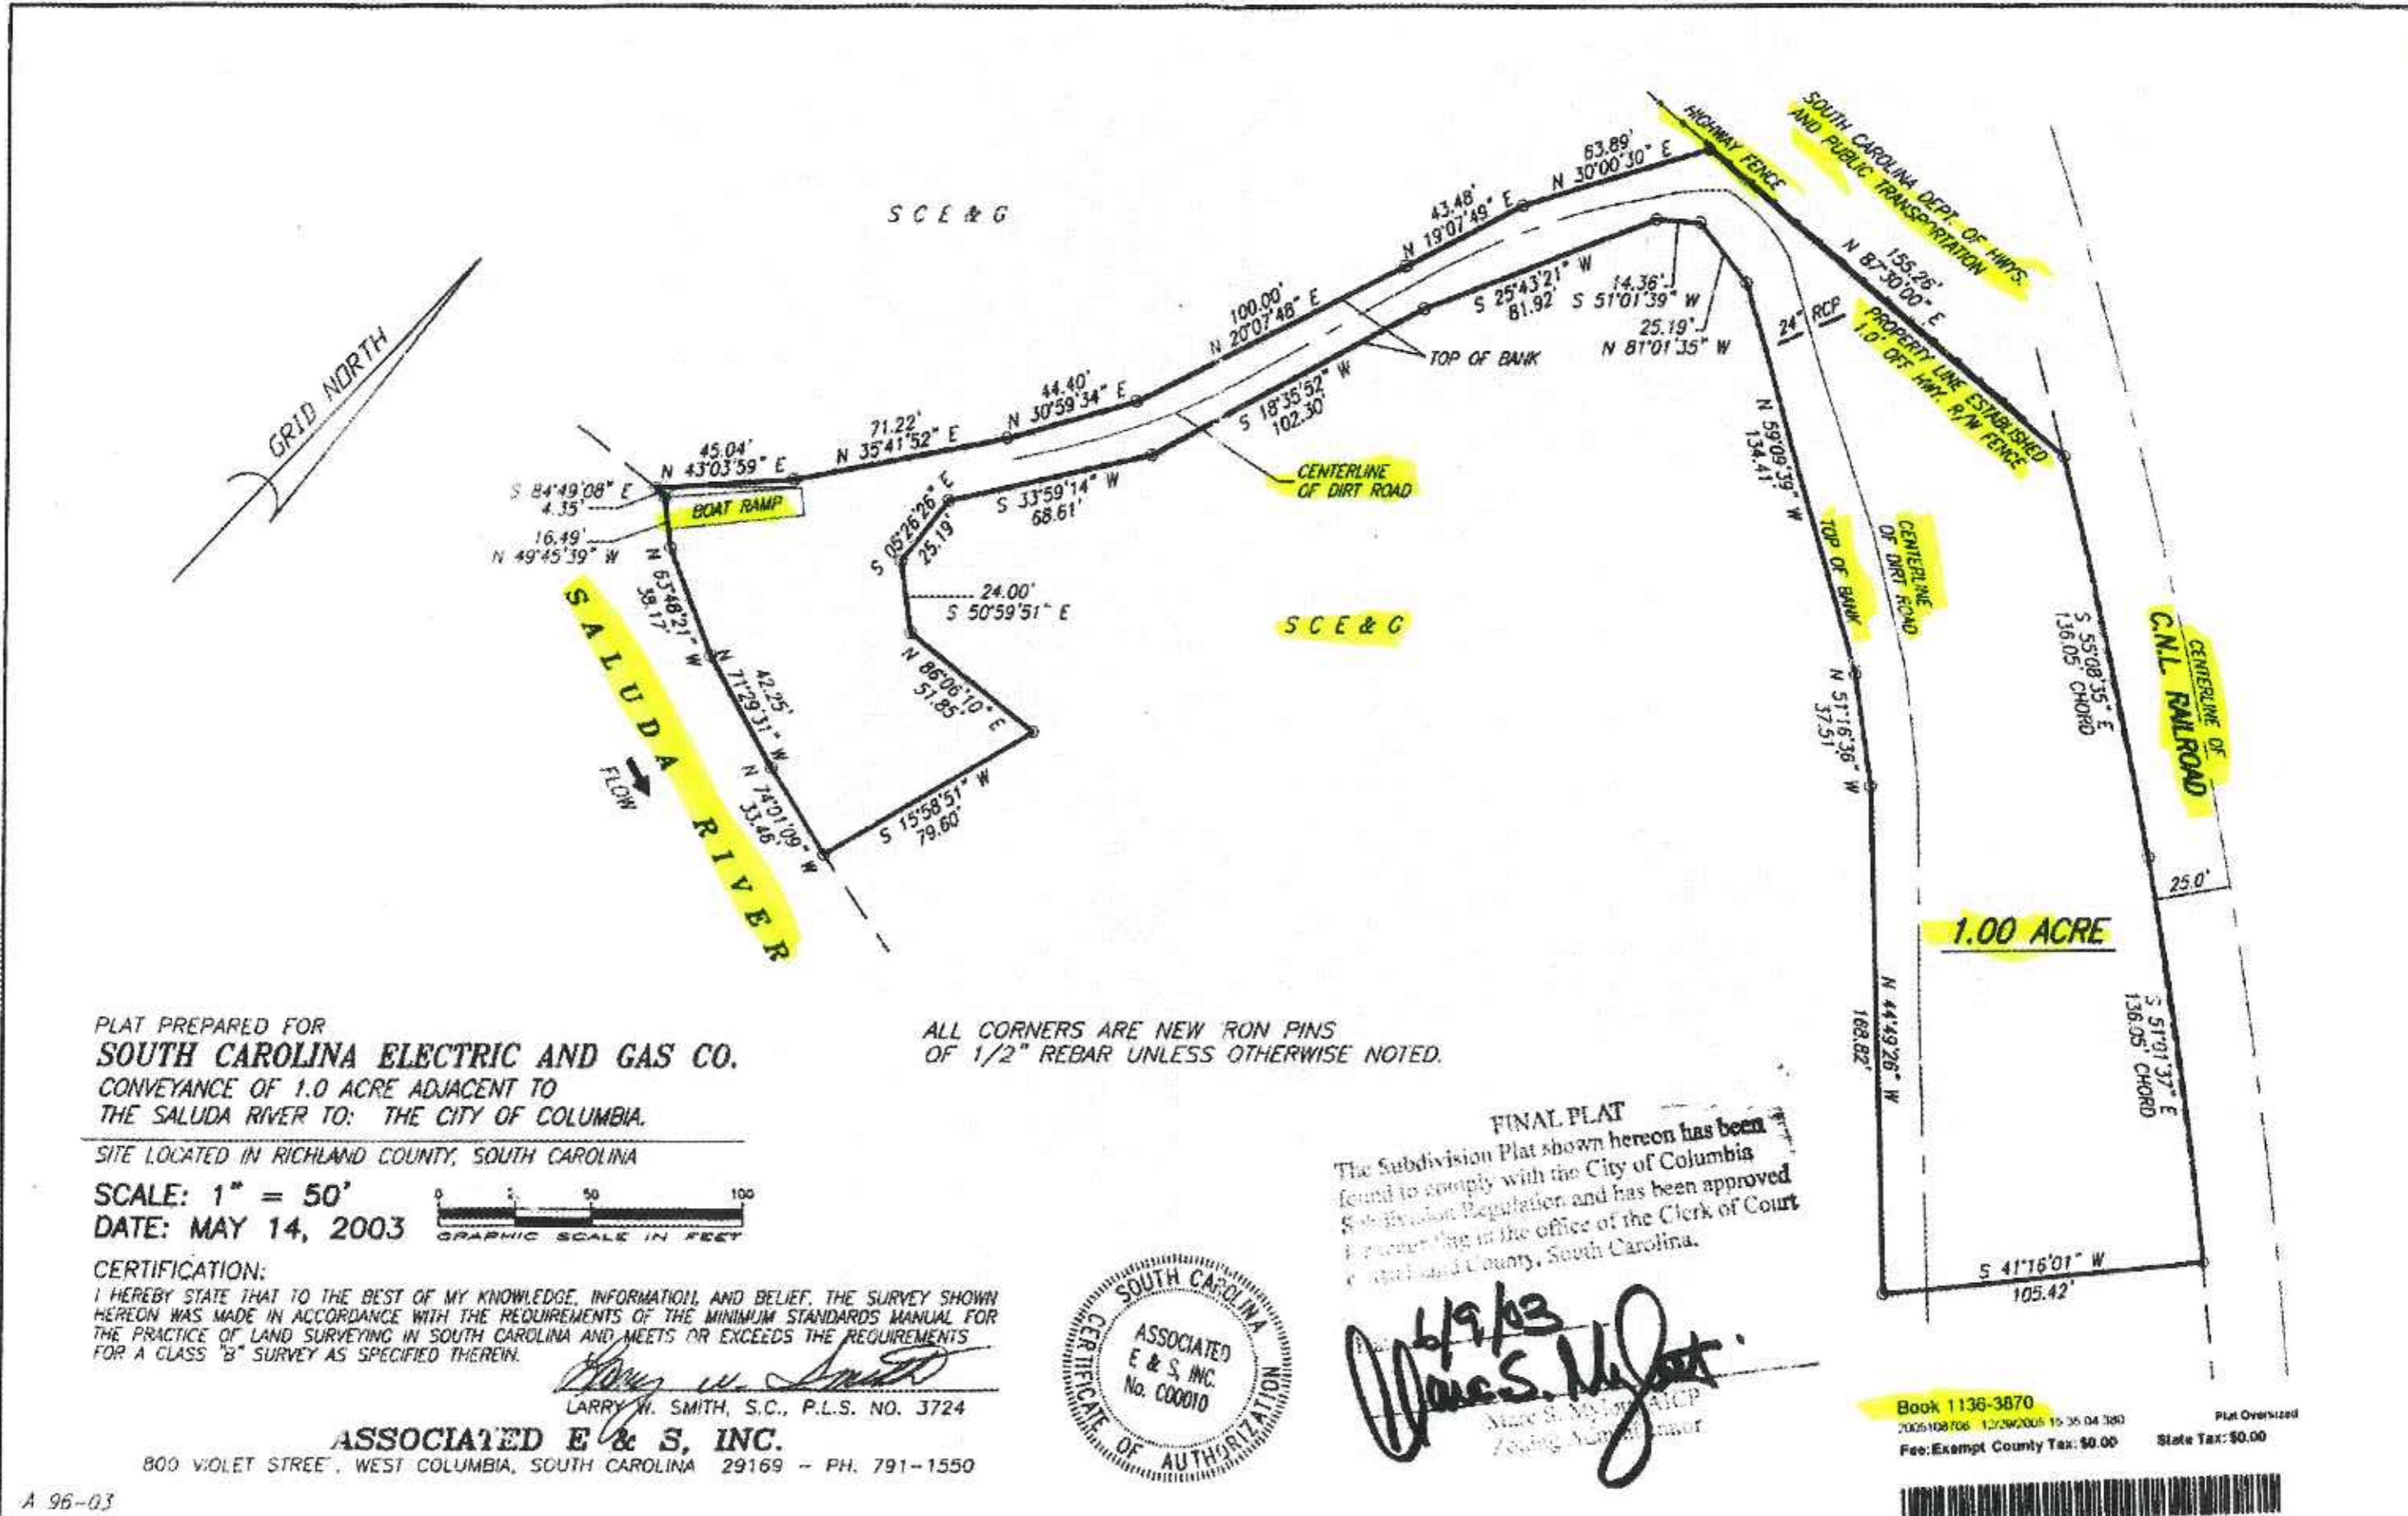 SCE & G
GRID NORTH
HIGHWAY FENCE
SOUTH CAROLINA DEPT. OF HWYS.
AND PUBLIC TRANSPORTATION
63.89'
N 30°00'30" E
43.48'
N 19°07'49" E
100.00'
N 20°07'48" E
44.40'
N 30°59'34" E
71.22'
N 35°41'52" E
45.04'
N 43°03'59" E
S 84°49'08" E
4.35'
BOAT RAMP
16.49'
N 49°45'39" W
N 63°48'21" W
39.17'
42.25'
N 71°29'31" W
N 74°01'09" W
33.46'
S 15°58'51" W
79.60'
N 86°06'10" E
51.85'
24.00'
S 50°59'51" E
S 05°26'26" E
25.19'
S 33°59'14" W
68.61'
S 18°35'52" W
102.30'
S 25°43'21" W
81.92'
14.36'
S 51°01'39" W
25.19'
N 81°01'35" W
TOP OF BANK
CENTERLINE
OF DIRT ROAD
155.26'
N 87°30'00" E
24" RCP
PROPERTY LINE ESTABLISHED
1.0' OFF HWY. R/W FENCE
N 59°09'39" W
134.41'
TOP OF BANK
CENTERLINE
OF DIRT ROAD
N 51°16'36" W
37.51'
S 55°08'35" E
136.05' CHORD
CENTERLINE OF
C.N.L. RAILROAD
25.0'
1.00 ACRE
N 44°49'26" W
168.82'
S 51°01'37" E
136.05' CHORD
S 41°16'01" W
105.42'
SCE & G
SALUDA RIVER
FLOW
PLAT PREPARED FOR
SOUTH CAROLINA ELECTRIC AND GAS CO.
CONVEYANCE OF 1.0 ACRE ADJACENT TO
THE SALUDA RIVER TO: THE CITY OF COLUMBIA.
SITE LOCATED IN RICHLAND COUNTY, SOUTH CAROLINA
SCALE: 1" = 50'
DATE: MAY 14, 2003
0 50 100
GRAPHIC SCALE IN FEET
ALL CORNERS ARE NEW RON PINS
OF 1/2" REBAR UNLESS OTHERWISE NOTED.
CERTIFICATION:
I HEREBY STATE THAT TO THE BEST OF MY KNOWLEDGE, INFORMATION, AND BELIEF, THE SURVEY SHOWN
HEREON WAS MADE IN ACCORDANCE WITH THE REQUIREMENTS OF THE MINIMUM STANDARDS MANUAL FOR
THE PRACTICE OF LAND SURVEYING IN SOUTH CAROLINA AND MEETS OR EXCEEDS THE REQUIREMENTS
FOR A CLASS "B" SURVEY AS SPECIFIED THEREIN.
LARRY W. SMITH, S.C., P.L.S. NO. 3724
ASSOCIATED E & S, INC.
800 VIOLET STREE , WEST COLUMBIA, SOUTH CAROLINA 29169 - PH. 791-1550
A 96-03
SOUTH CAROLINA
ASSOCIATED
E & S, INC.
No. C00010
CERTIFICATE OF AUTHORIZATION
FINAL PLAT
The Subdivision Plat shown hereon has been
found to comply with the City of Columbia
Subdivision Regulation and has been approved
in the office of the Clerk of Court
County, South Carolina.
6/9/03
Marc S. AICP
Zoning Administrator
Book 1136-3870
2005108706 12/29/2005 15:35:04:380
Plat Oversized
Fee:Exempt County Tax: $0.00 State Tax: $0.00